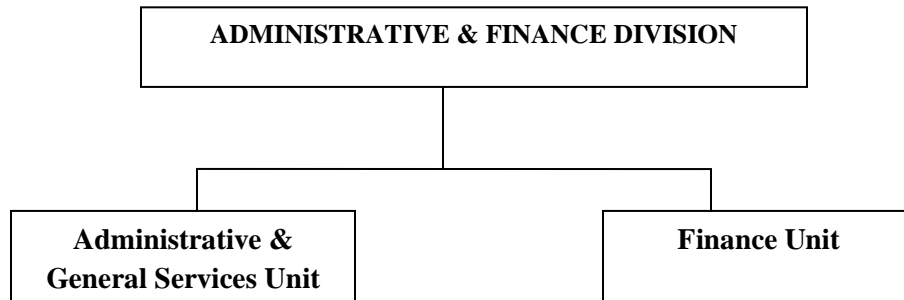 ADMINISTRATIVE & FINANCE DIVISION
Administrative &
General Services Unit
Finance Unit